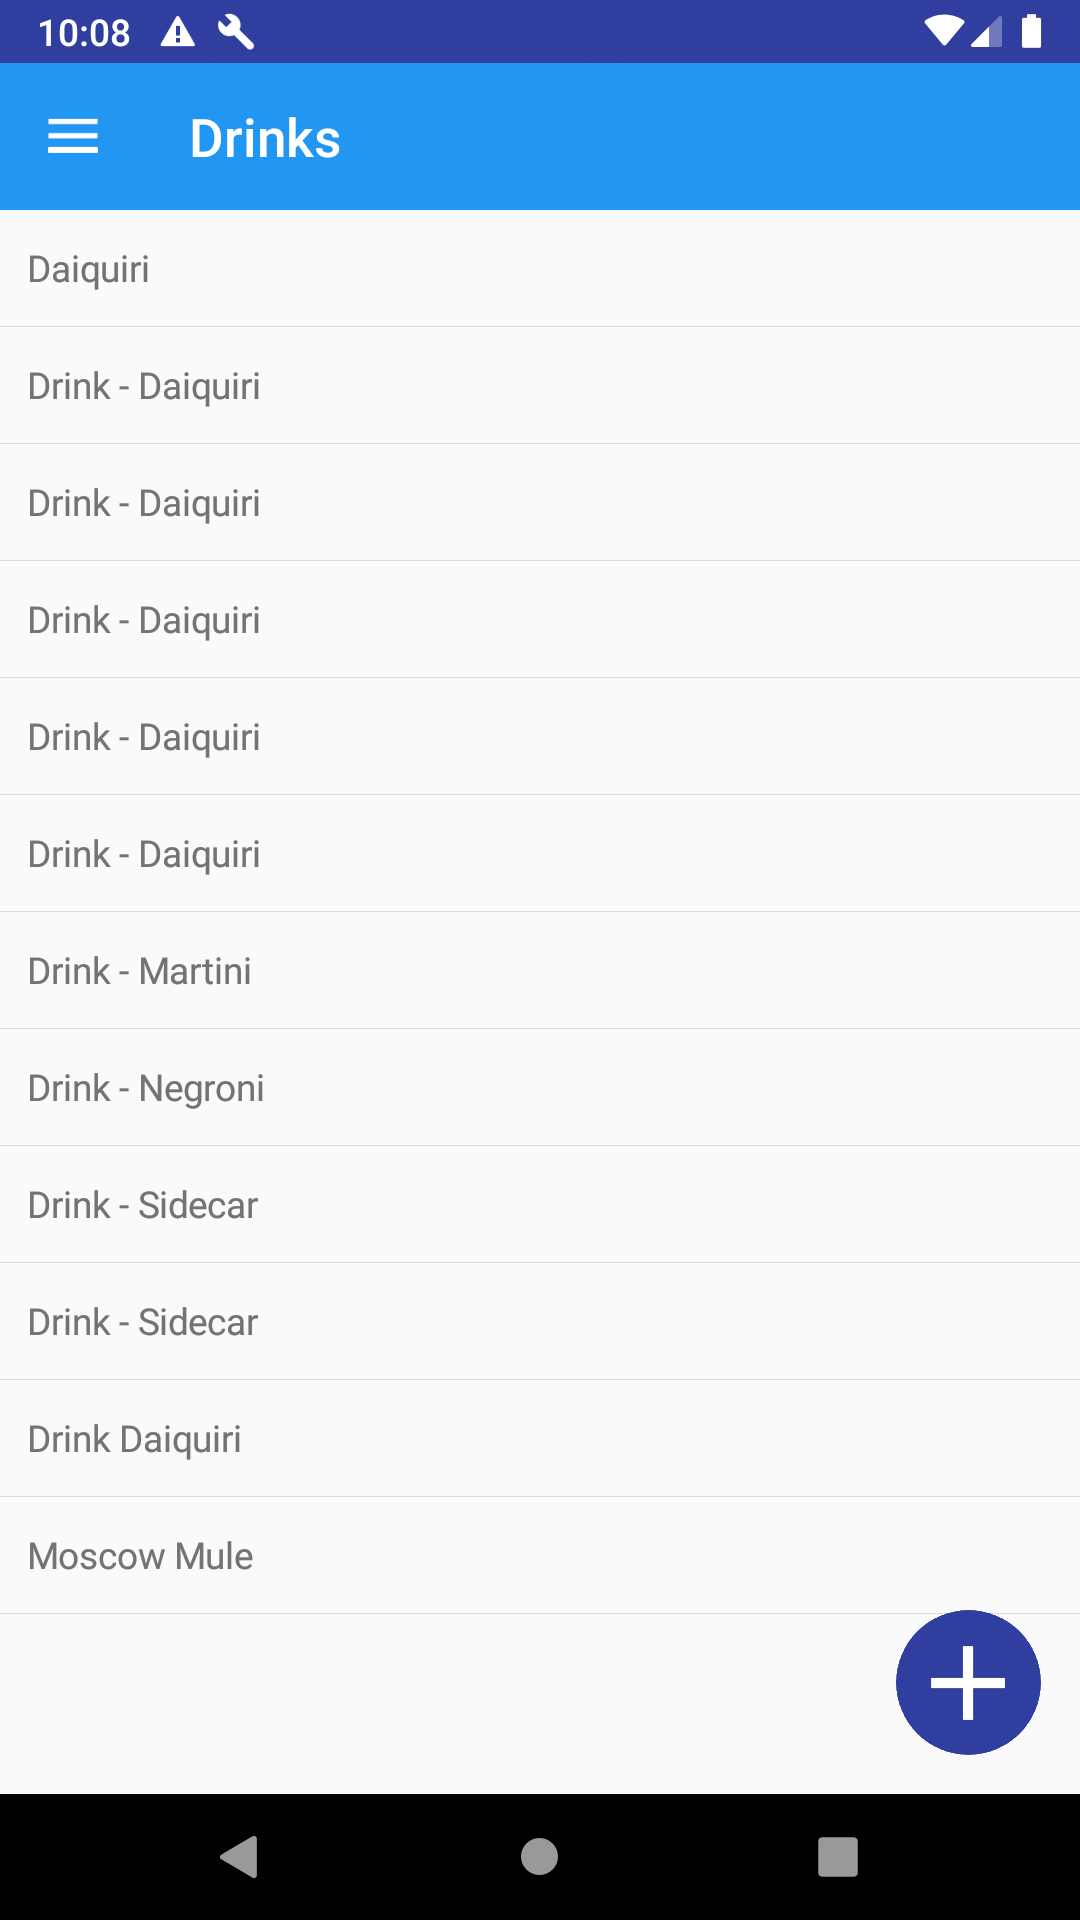 10:08
Drinks
Daiquiri
Drink - Daiquiri
Drink - Daiquiri
Drink - Daiquiri
Drink - Daiquiri
Drink - Daiquiri
Drink - Martini
Drink - Negroni
Drink - Sidecar
Drink - Sidecar
Drink Daiquiri
Moscow Mule